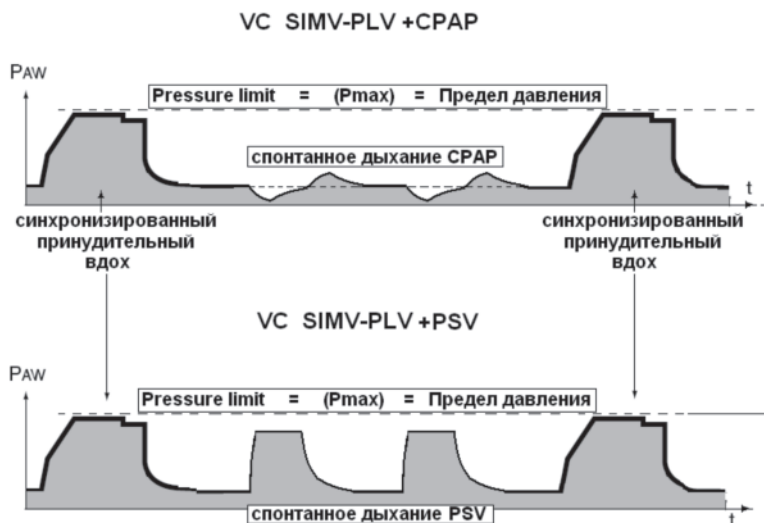 VC SIMV-PLV +CPAP
PAW
Pressure limit = (Pmax) = Предел давления
спонтанное дыхание CPAP
t
синхронизированный
принудительный
вдох
синхронизированный
принудительный
вдох
VC SIMV-PLV +PSV
PAW
Pressure limit = (Pmax) = Предел давления
спонтанное дыхание PSV
t